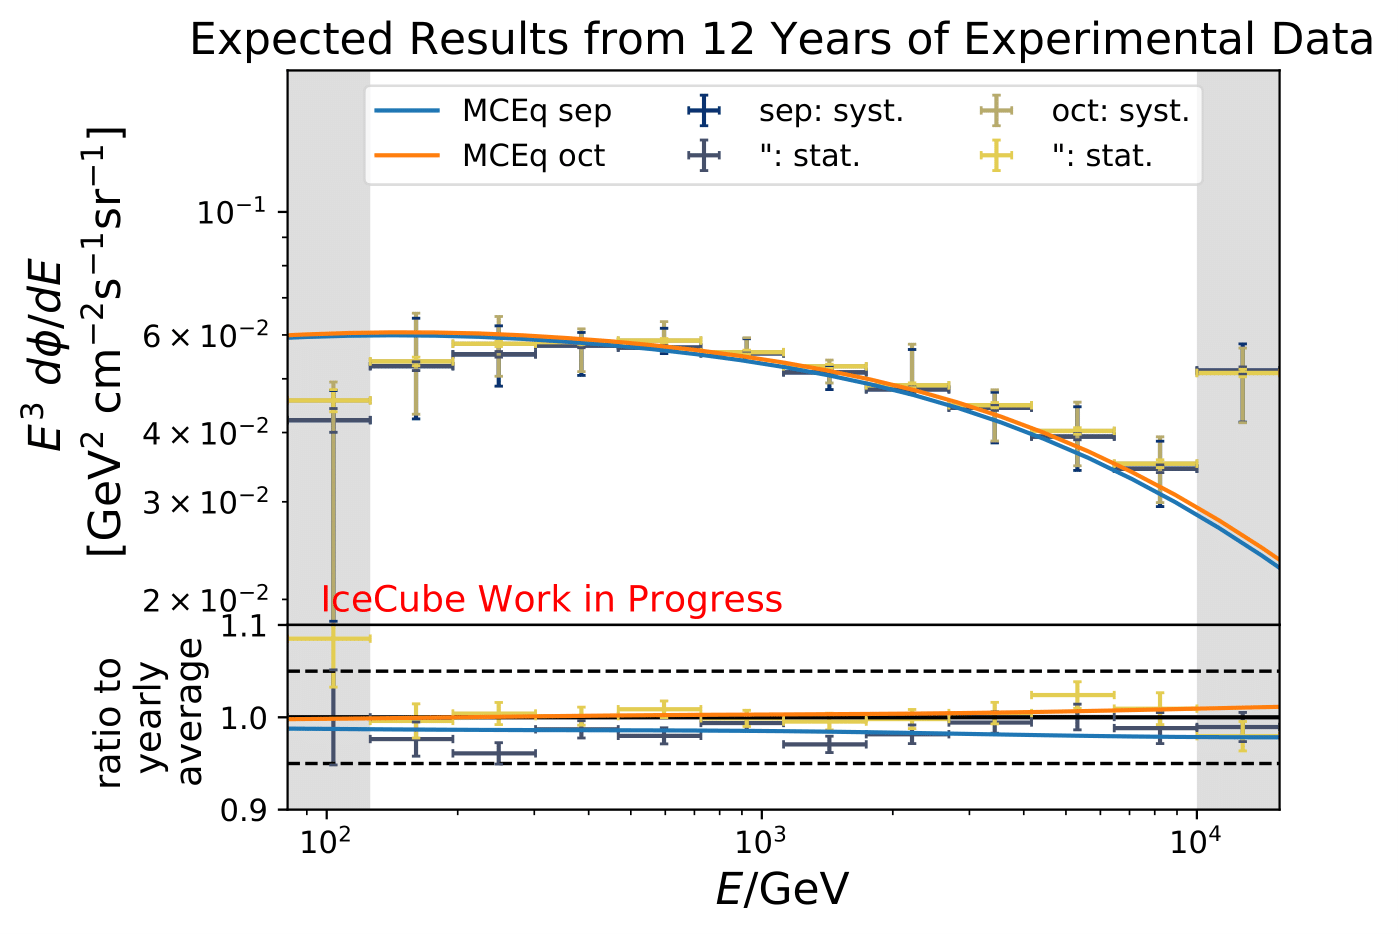 Expected Results from 12 Years of Experimental Data
MCEq sep
MCEq oct
sep: syst.
": stat.
oct: syst.
": stat.
E³ dϕ/dE
[GeV² cm⁻²s⁻¹sr⁻¹]
10⁻¹
6 × 10⁻²
4 × 10⁻²
3 × 10⁻²
2 × 10⁻²
IceCube Work in Progress
ratio to
yearly
average
1.1
1.0
0.9
10²
10³
10⁴
E/GeV